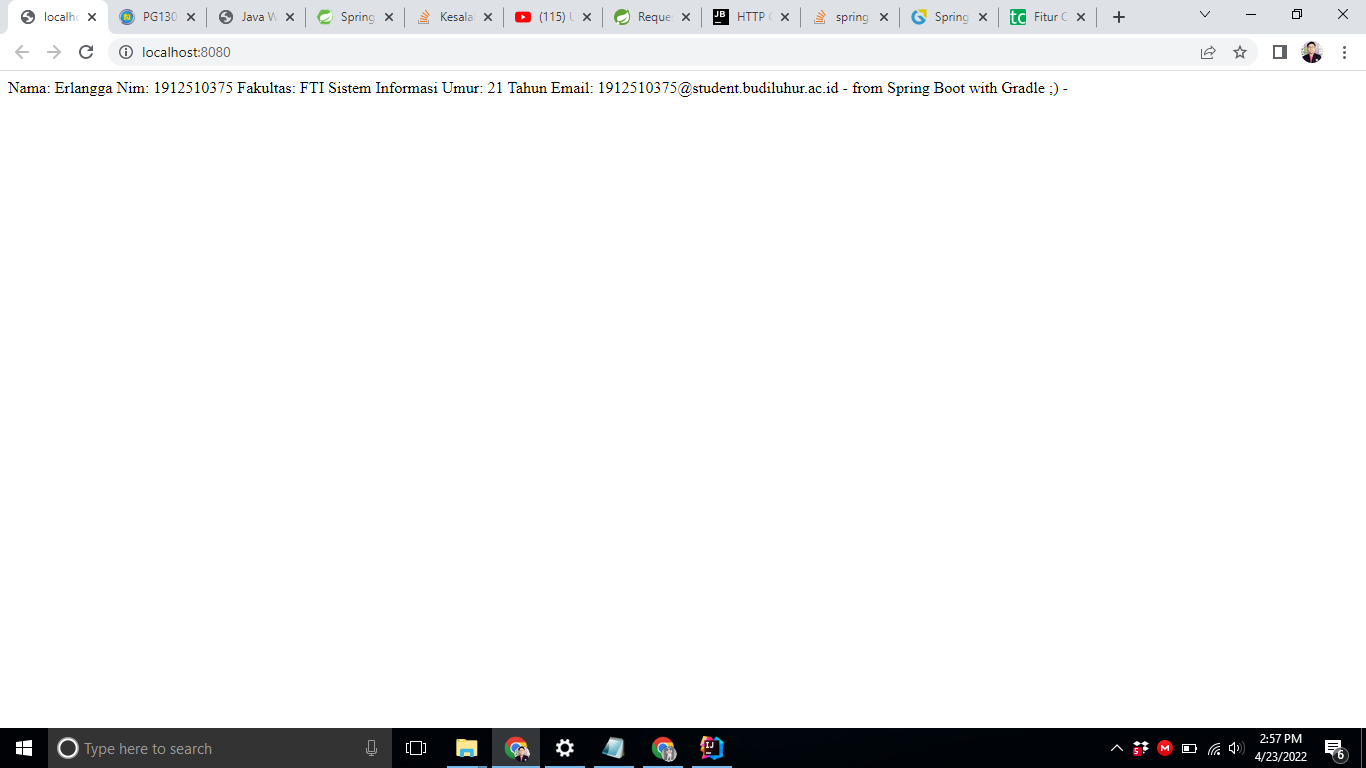 localho
PG130
Java W
Spring
Kesala
(115) U
Reque
HTTP C
spring
Spring
Fitur C
localhost:8080
Nama: Erlangga Nim: 1912510375 Fakultas: FTI Sistem Informasi Umur: 21 Tahun Email: 1912510375@student.budiluhur.ac.id - from Spring Boot with Gradle ;) -
Type here to search
2:57 PM
4/23/2022
6